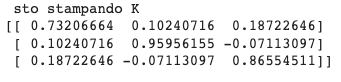 sto stampando K
[[ 0.73206664  0.10240716  0.18722646]
 [ 0.10240716  0.95956155 -0.07113097]
 [ 0.18722646 -0.07113097  0.86554511]]